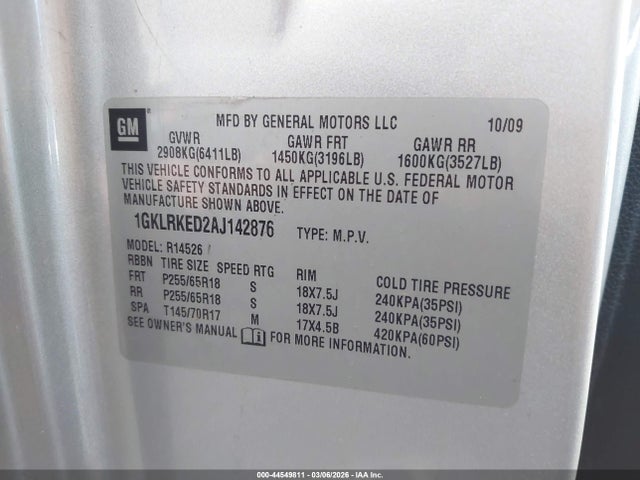 GM
MFD BY GENERAL MOTORS LLC 10/09
GVWR GAWR FRT GAWR RR
2908KG(6411LB) 1450KG(3196LB) 1600KG(3527LB)
THIS VEHICLE CONFORMS TO ALL APPLICABLE U.S. FEDERAL MOTOR
VEHICLE SAFETY STANDARDS IN EFFECT ON THE DATE OF
MANUFACTURE SHOWN ABOVE.
1GKLRKED2AJ142876 TYPE: M.P.V.
MODEL: R14526
RBBN TIRE SIZE SPEED RTG RIM COLD TIRE PRESSURE
FRT P255/65R18 S 18X7.5J 240KPA(35PSI)
RR P255/65R18 S 18X7.5J 240KPA(35PSI)
SPA T145/70R17 M 17X4.5B 420KPA(60PSI)
SEE OWNER'S MANUAL i FOR MORE INFORMATION.
000-44549811 - 03/06/2026 - IAA Inc.